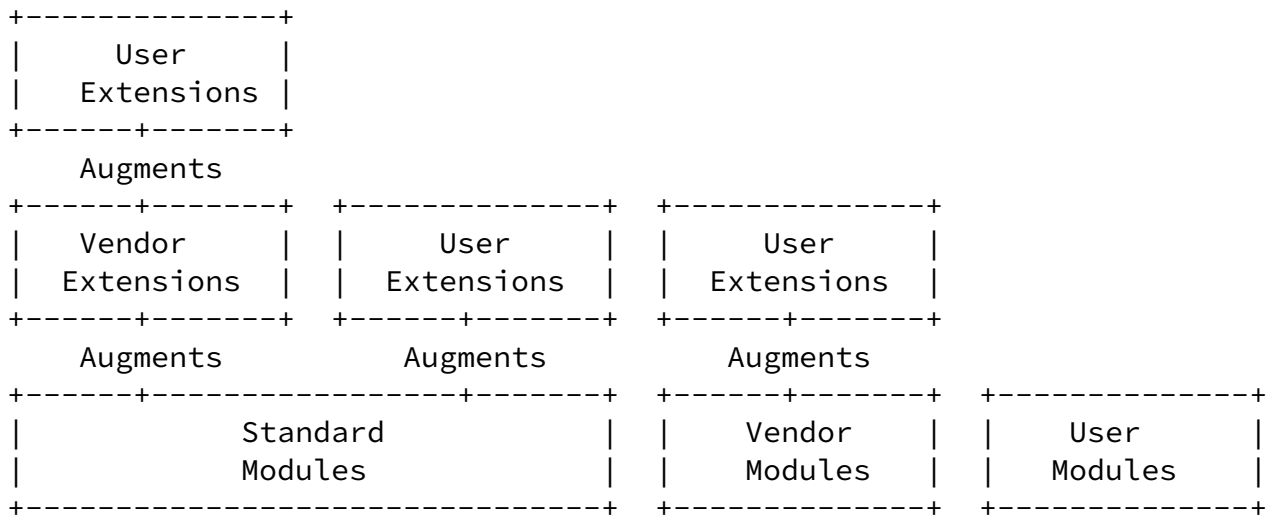 +--------------+
|     User     |
|   Extensions |
+------+-------+
    Augments
+------+-------+  +--------------+  +--------------+
|   Vendor     |  |     User     |  |     User     |
|  Extensions  |  |  Extensions  |  |  Extensions  |
+------+-------+  +------+-------+  +------+-------+
    Augments          Augments          Augments
+------+-----------------+-------+  +------+-------+  +--------------+
|            Standard            |  |    Vendor    |  |    User      |
|            Modules             |  |    Modules   |  |   Modules    |
+--------------------------------+  +--------------+  +--------------+